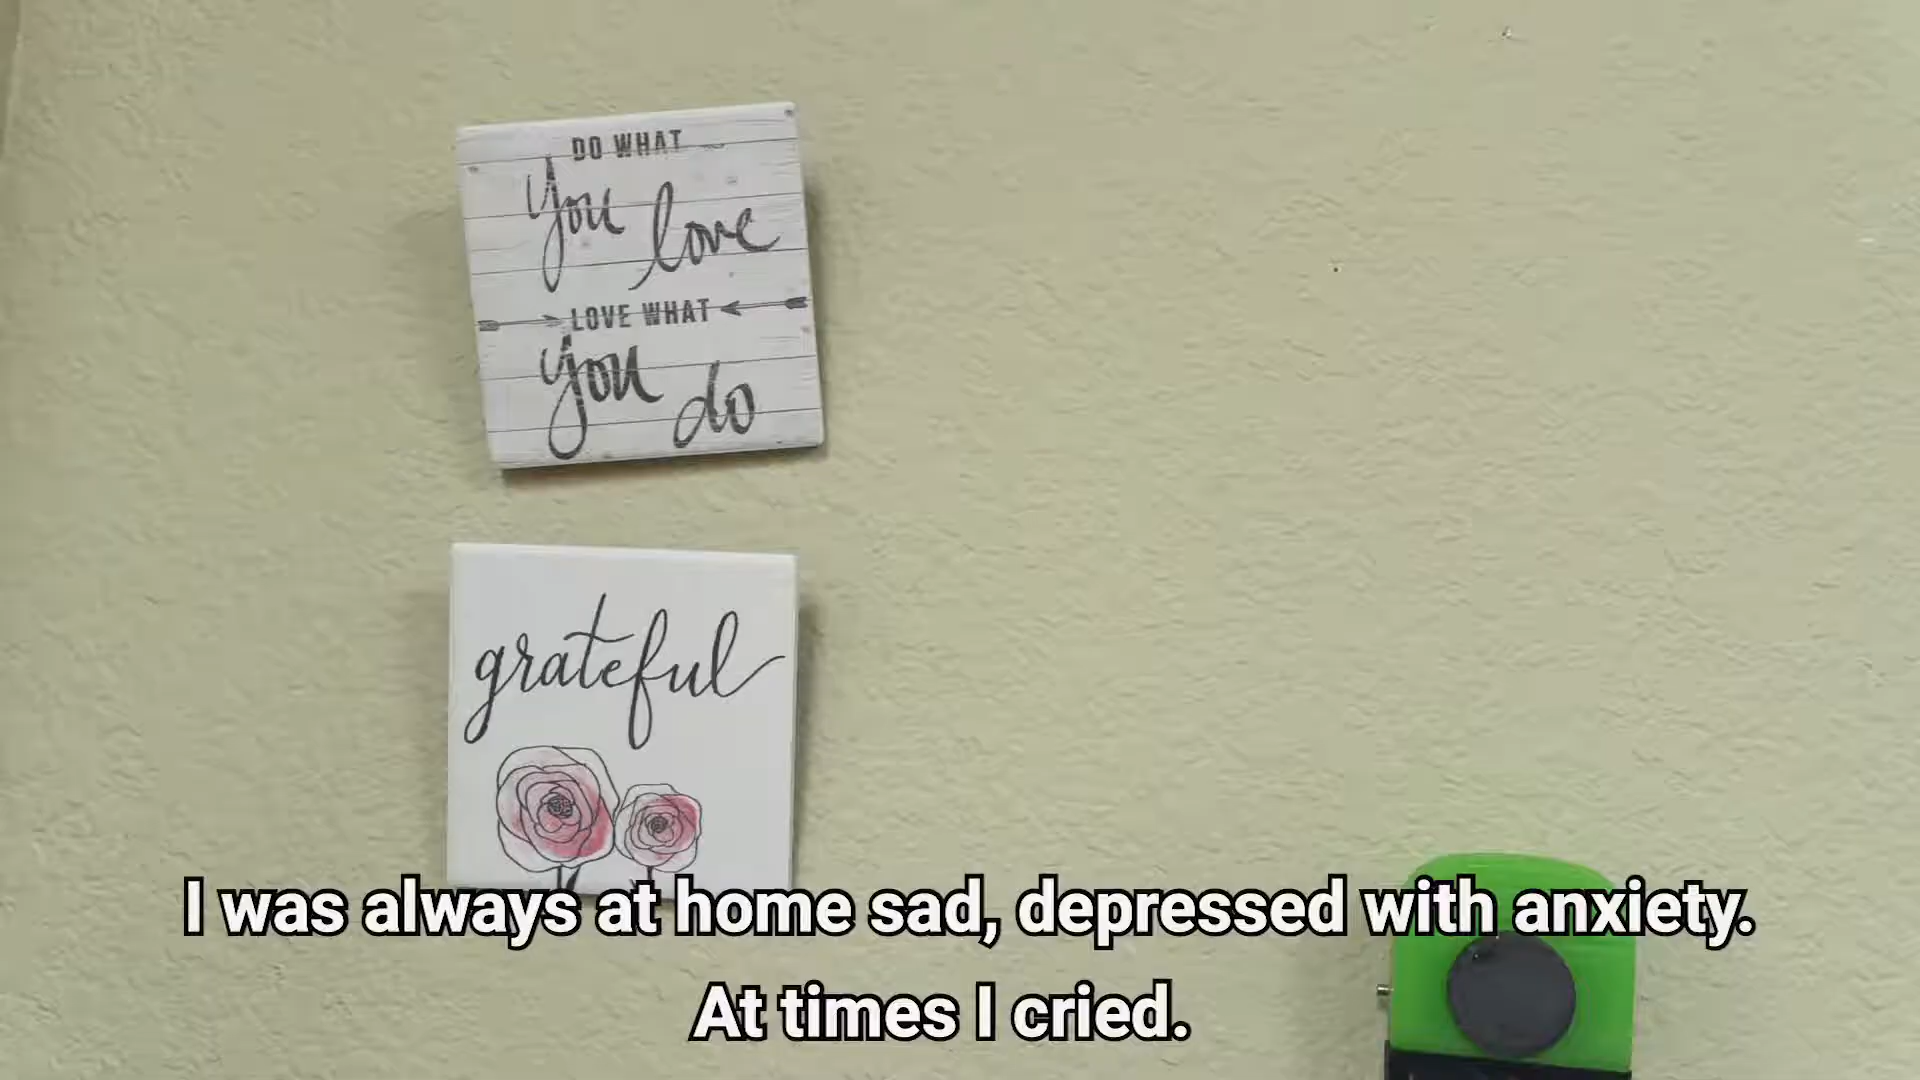 DO WHAT
you love
LOVE WHAT
you do
grateful
I was always at home sad, depressed with anxiety.
At times I cried.